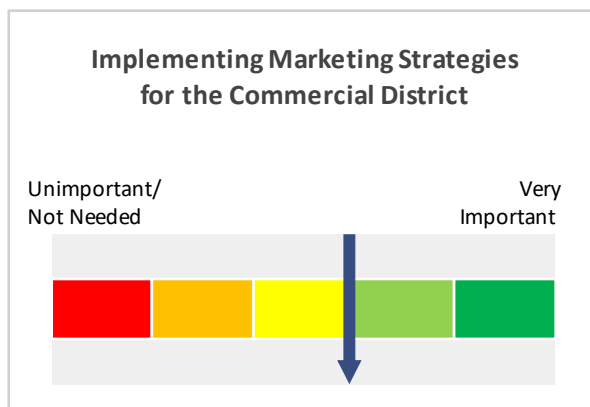 Implementing Marketing Strategies
for the Commercial District
Unimportant/
Not Needed
Very
Important